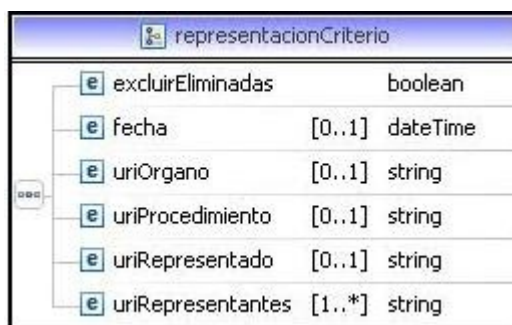 representacionCriterio
e excluirEliminadas boolean
e fecha [0..1] dateTime
e uriOrgano [0..1] string
e uriProcedimiento [0..1] string
e uriRepresentado [0..1] string
e uriRepresentantes [1..*] string